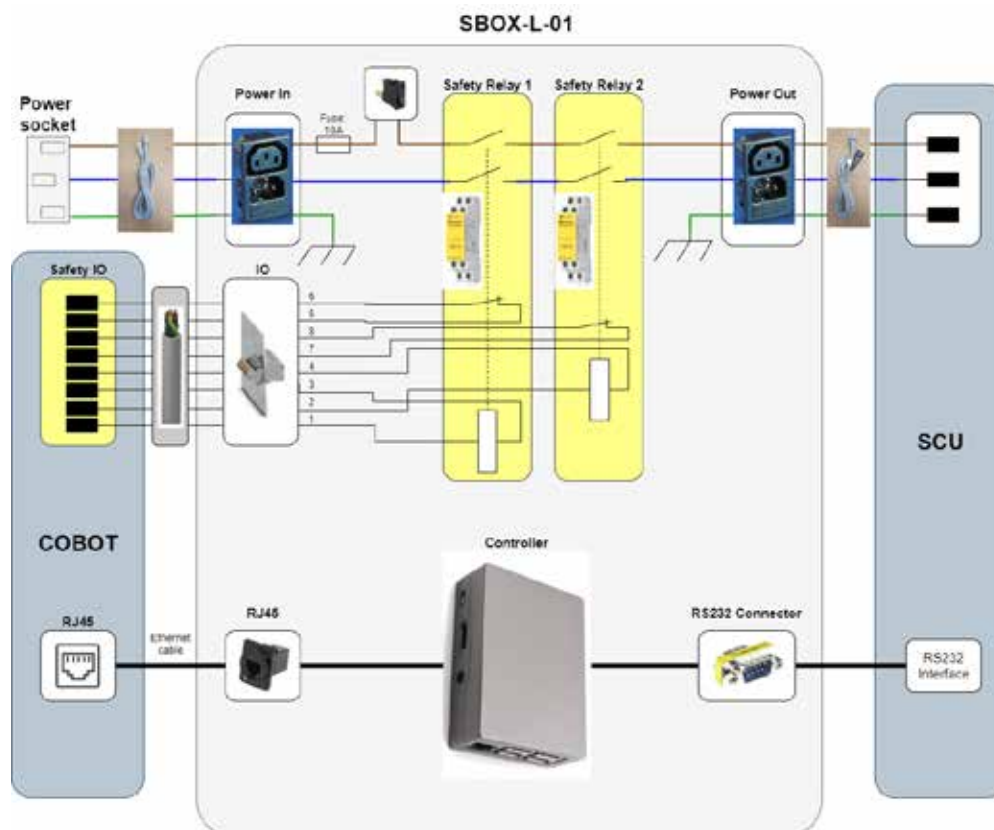 SBOX-L-01
Power
socket
Power In
Fuse
10A
Safety Relay 1
Safety Relay 2
Power Out
Safety IO
IO
6
5
8
7
4
3
2
1
SCU
COBOT
Controller
RJ45
Ethernet
cable
RJ45
RS232 Connector
RS232
Interface